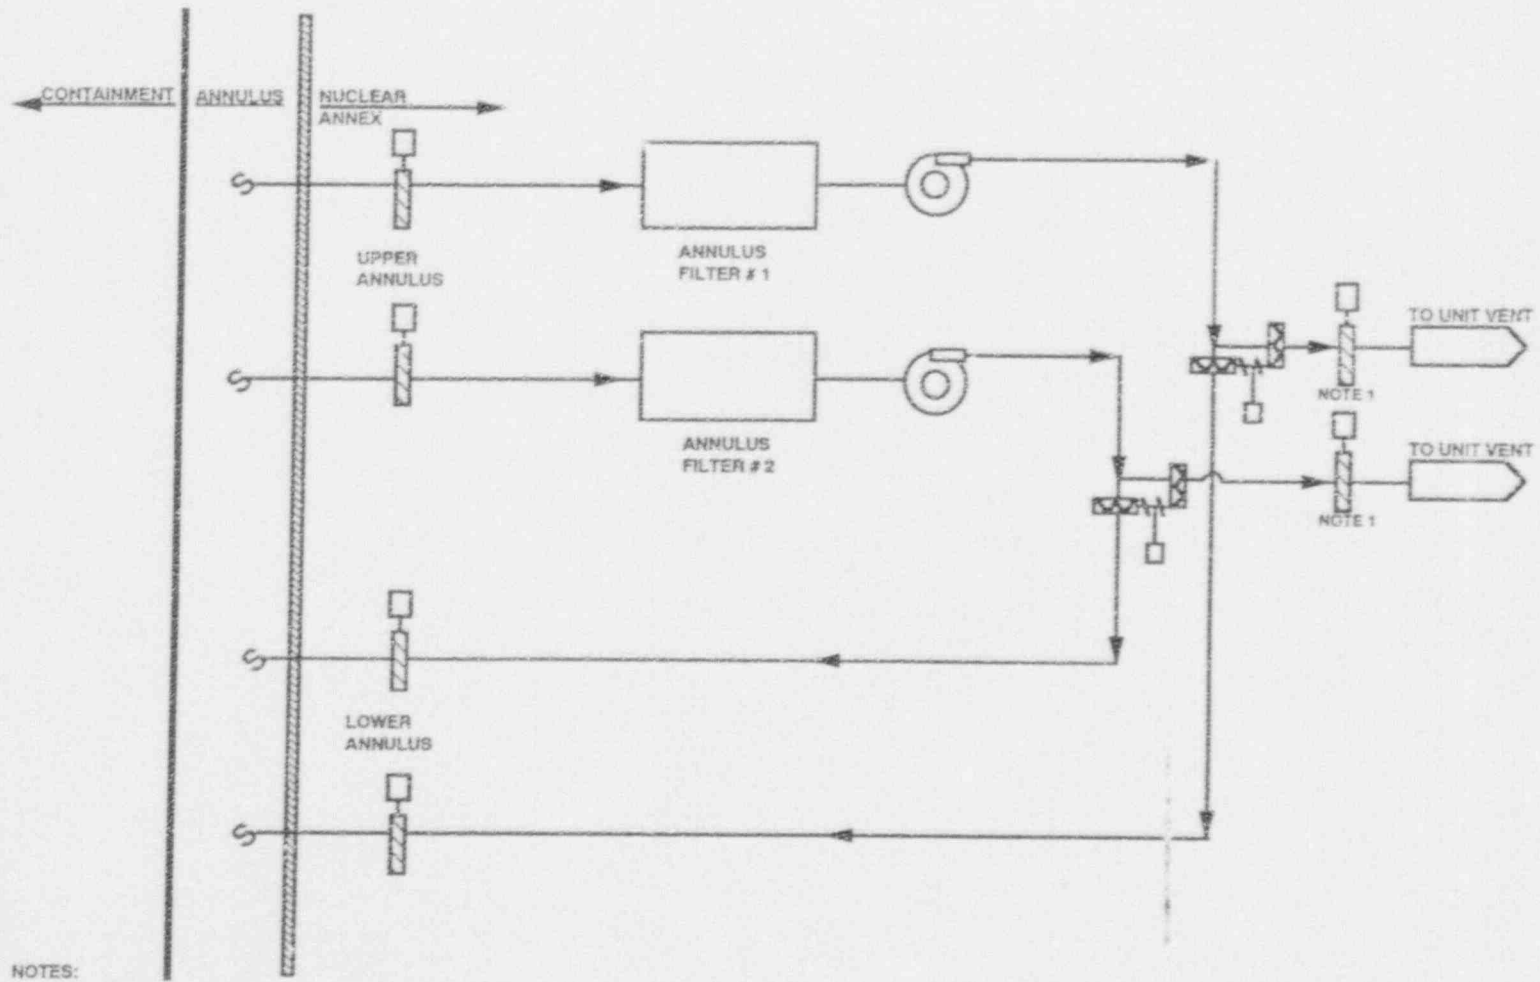 CONTAINMENT
ANNULUS
NUCLEAR
ANNEX
UPPER
ANNULUS
ANNULUS
FILTER # 1
TO UNIT VENT
NOTE 1
ANNULUS
FILTER # 2
TO UNIT VENT
NOTE 1
LOWER
ANNULUS
NOTES: